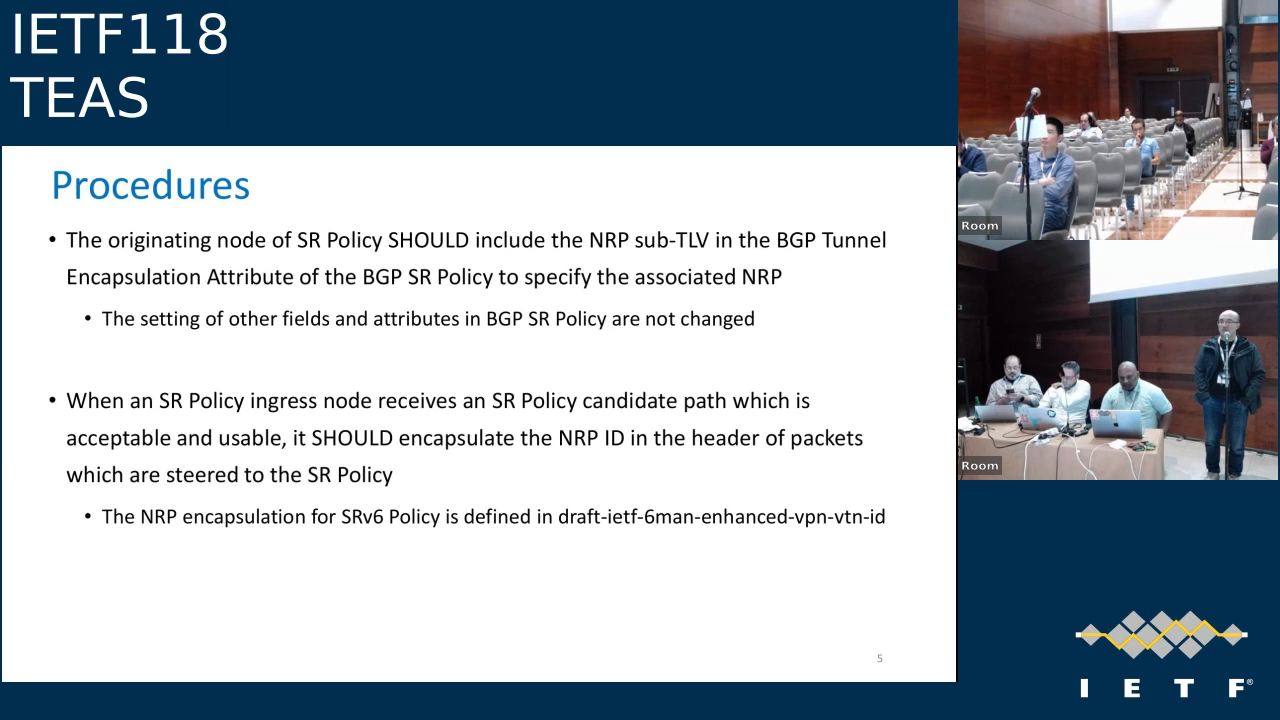 IETF118
TEAS
Procedures
• The originating node of SR Policy SHOULD include the NRP sub-TLV in the BGP Tunnel
Encapsulation Attribute of the BGP SR Policy to specify the associated NRP
• The setting of other fields and attributes in BGP SR Policy are not changed
• When an SR Policy ingress node receives an SR Policy candidate path which is
acceptable and usable, it SHOULD encapsulate the NRP ID in the header of packets
which are steered to the SR Policy
• The NRP encapsulation for SRv6 Policy is defined in draft-ietf-6man-enhanced-vpn-vtn-id
5
Room
Room
I E T F®